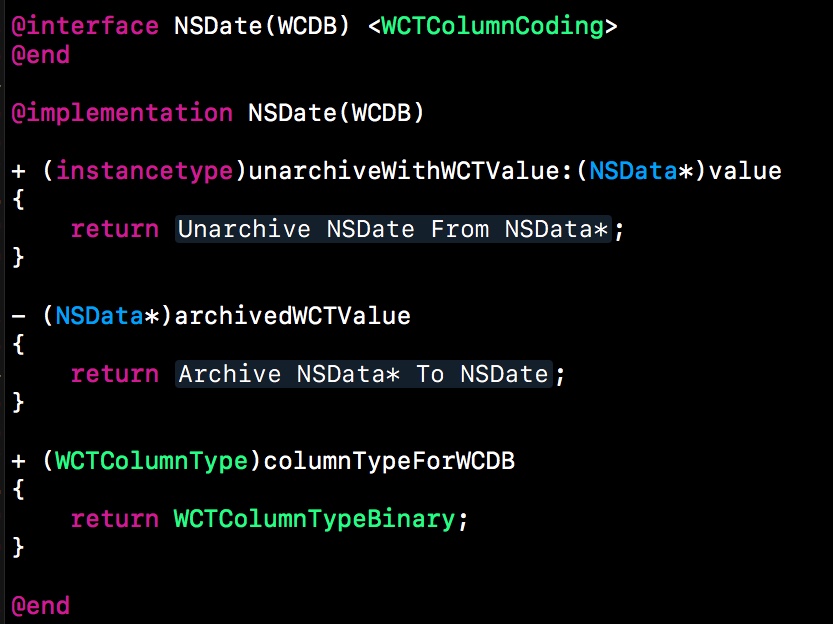 @interface NSDate(WCDB) <WCTColumnCoding>
@end
@implementation NSDate(WCDB)
+ (instancetype)unarchiveWithWCTValue:(NSData*)value
{
return Unarchive NSDate From NSData*;
}
- (NSData*)archivedWCTValue
{
return Archive NSData* To NSDate;
}
+ (WCTColumnType)columnTypeForWCDB
{
return WCTColumnTypeBinary;
}
@end